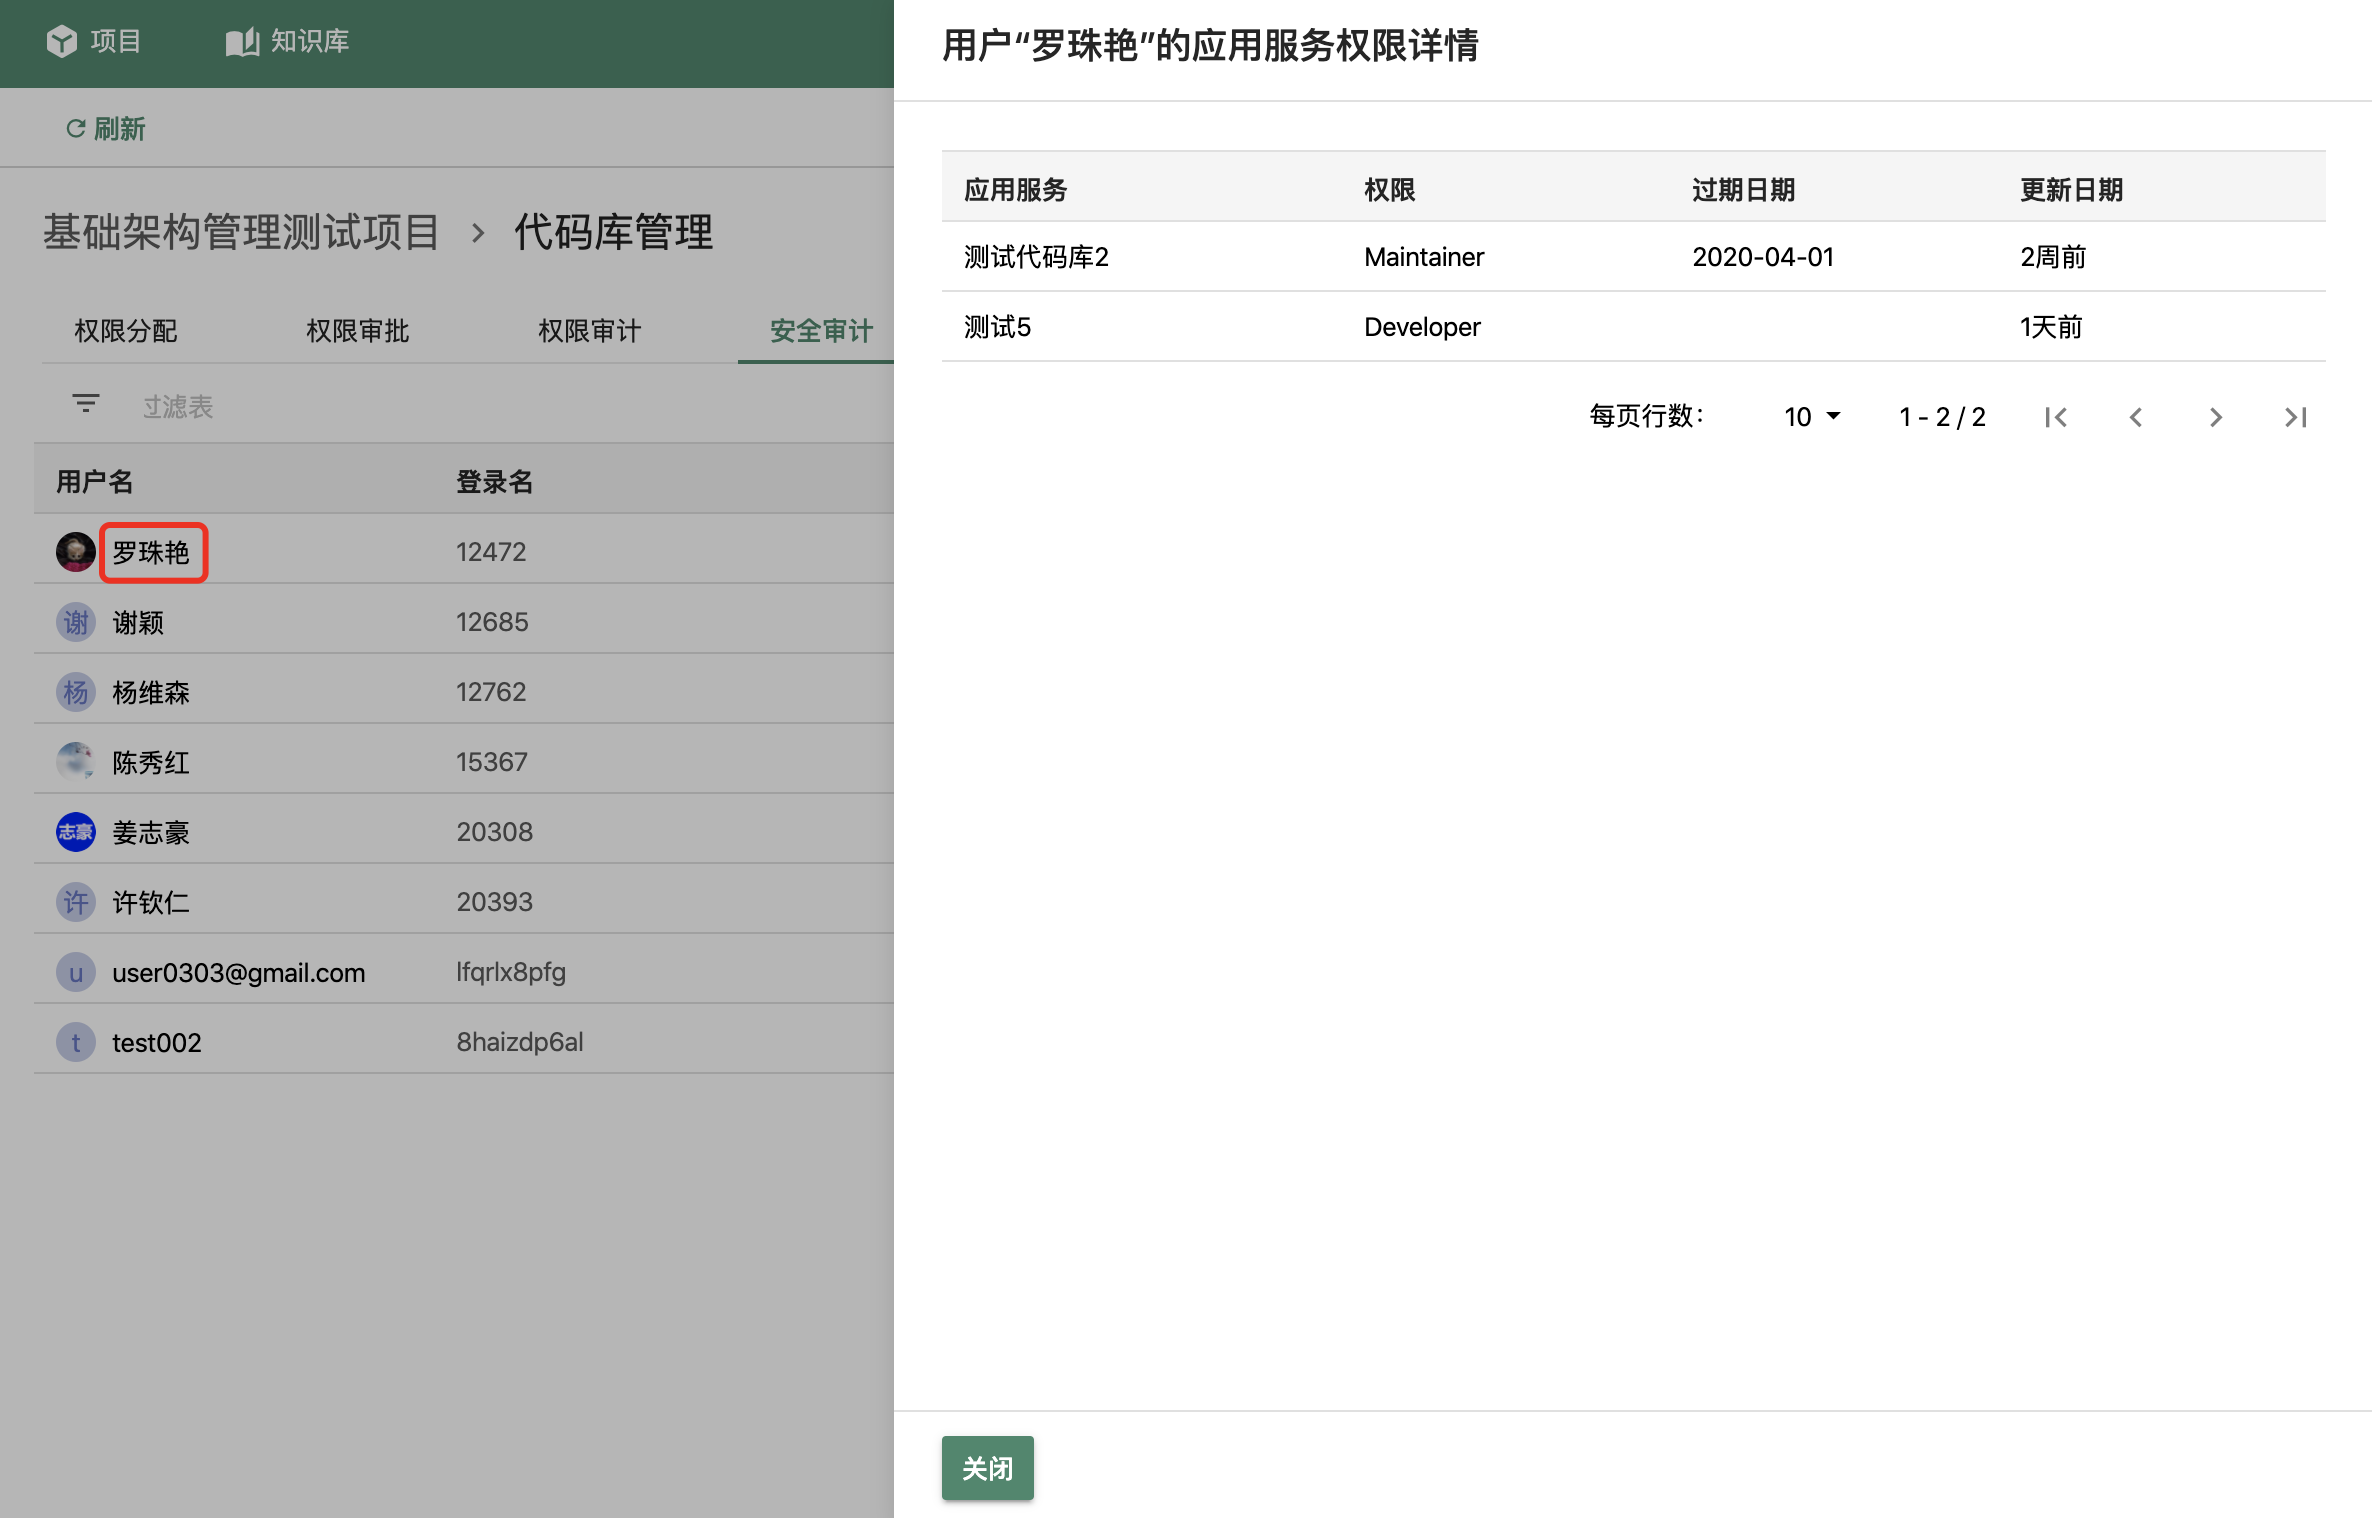 项目 知识库
刷新
基础架构管理测试项目 › 代码库管理
权限分配 权限审批 权限审计 安全审计
过滤表
用户名 登录名
罗珠艳 12472
谢 谢颖 12685
杨 杨维森 12762
陈秀红 15367
志豪 姜志豪 20308
许 许钦仁 20393
u user0303@gmail.com lfqrlx8pfg
t test002 8haizdp6al
用户“罗珠艳”的应用服务权限详情
应用服务 权限 过期日期 更新日期
测试代码库2 Maintainer 2020-04-01 2周前
测试5 Developer 1天前
每页行数： 10 1 - 2 / 2
关闭